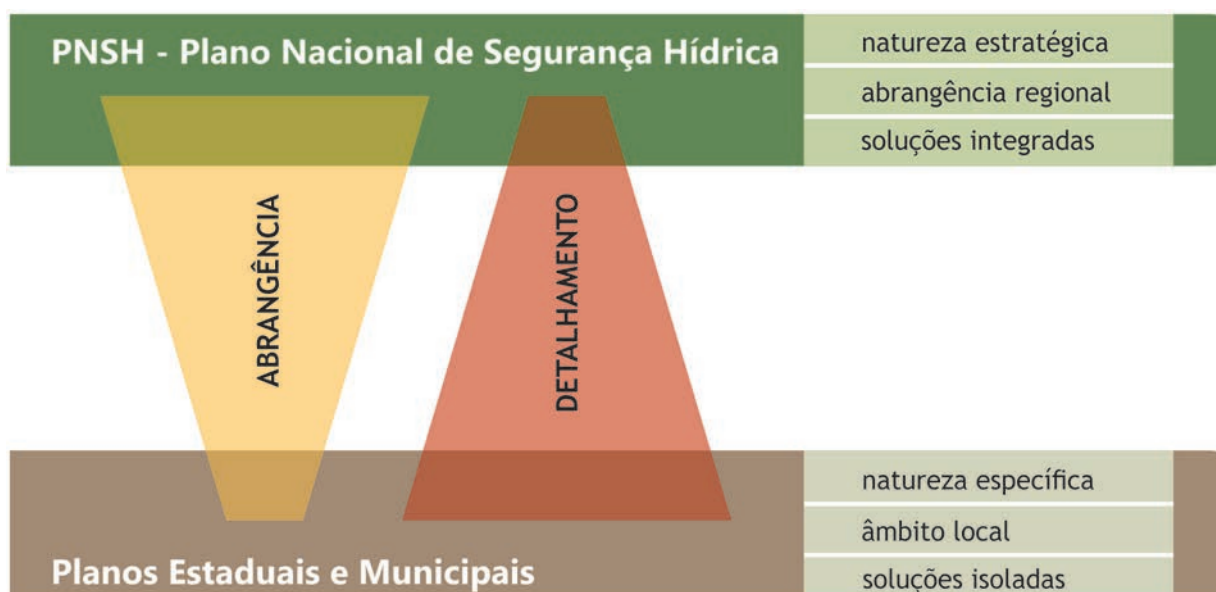 PNSH - Plano Nacional de Segurança Hídrica
natureza estratégica
abrangência regional
soluções integradas
ABRANGÊNCIA
DETALHAMENTO
Planos Estaduais e Municipais
natureza específica
âmbito local
soluções isoladas